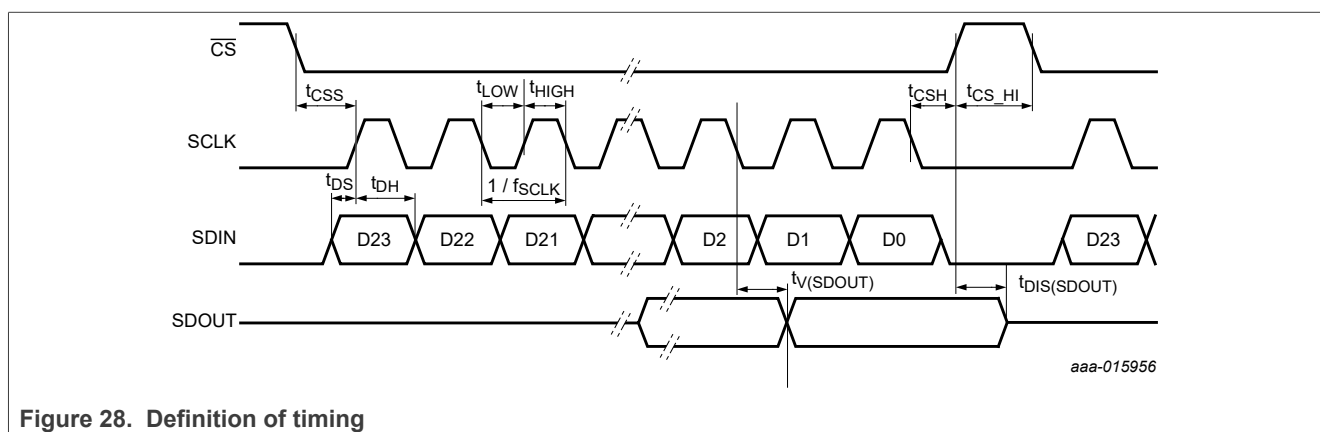 CS
tCSS
tLOW
tHIGH
tCSH
tCS_HI
SCLK
tDS
tDH
1 / fSCLK
SDIN
D23
D22
D21
D2
D1
D0
D23
tV(SDOUT)
tDIS(SDOUT)
SDOUT
aaa-015956
Figure 28. Definition of timing